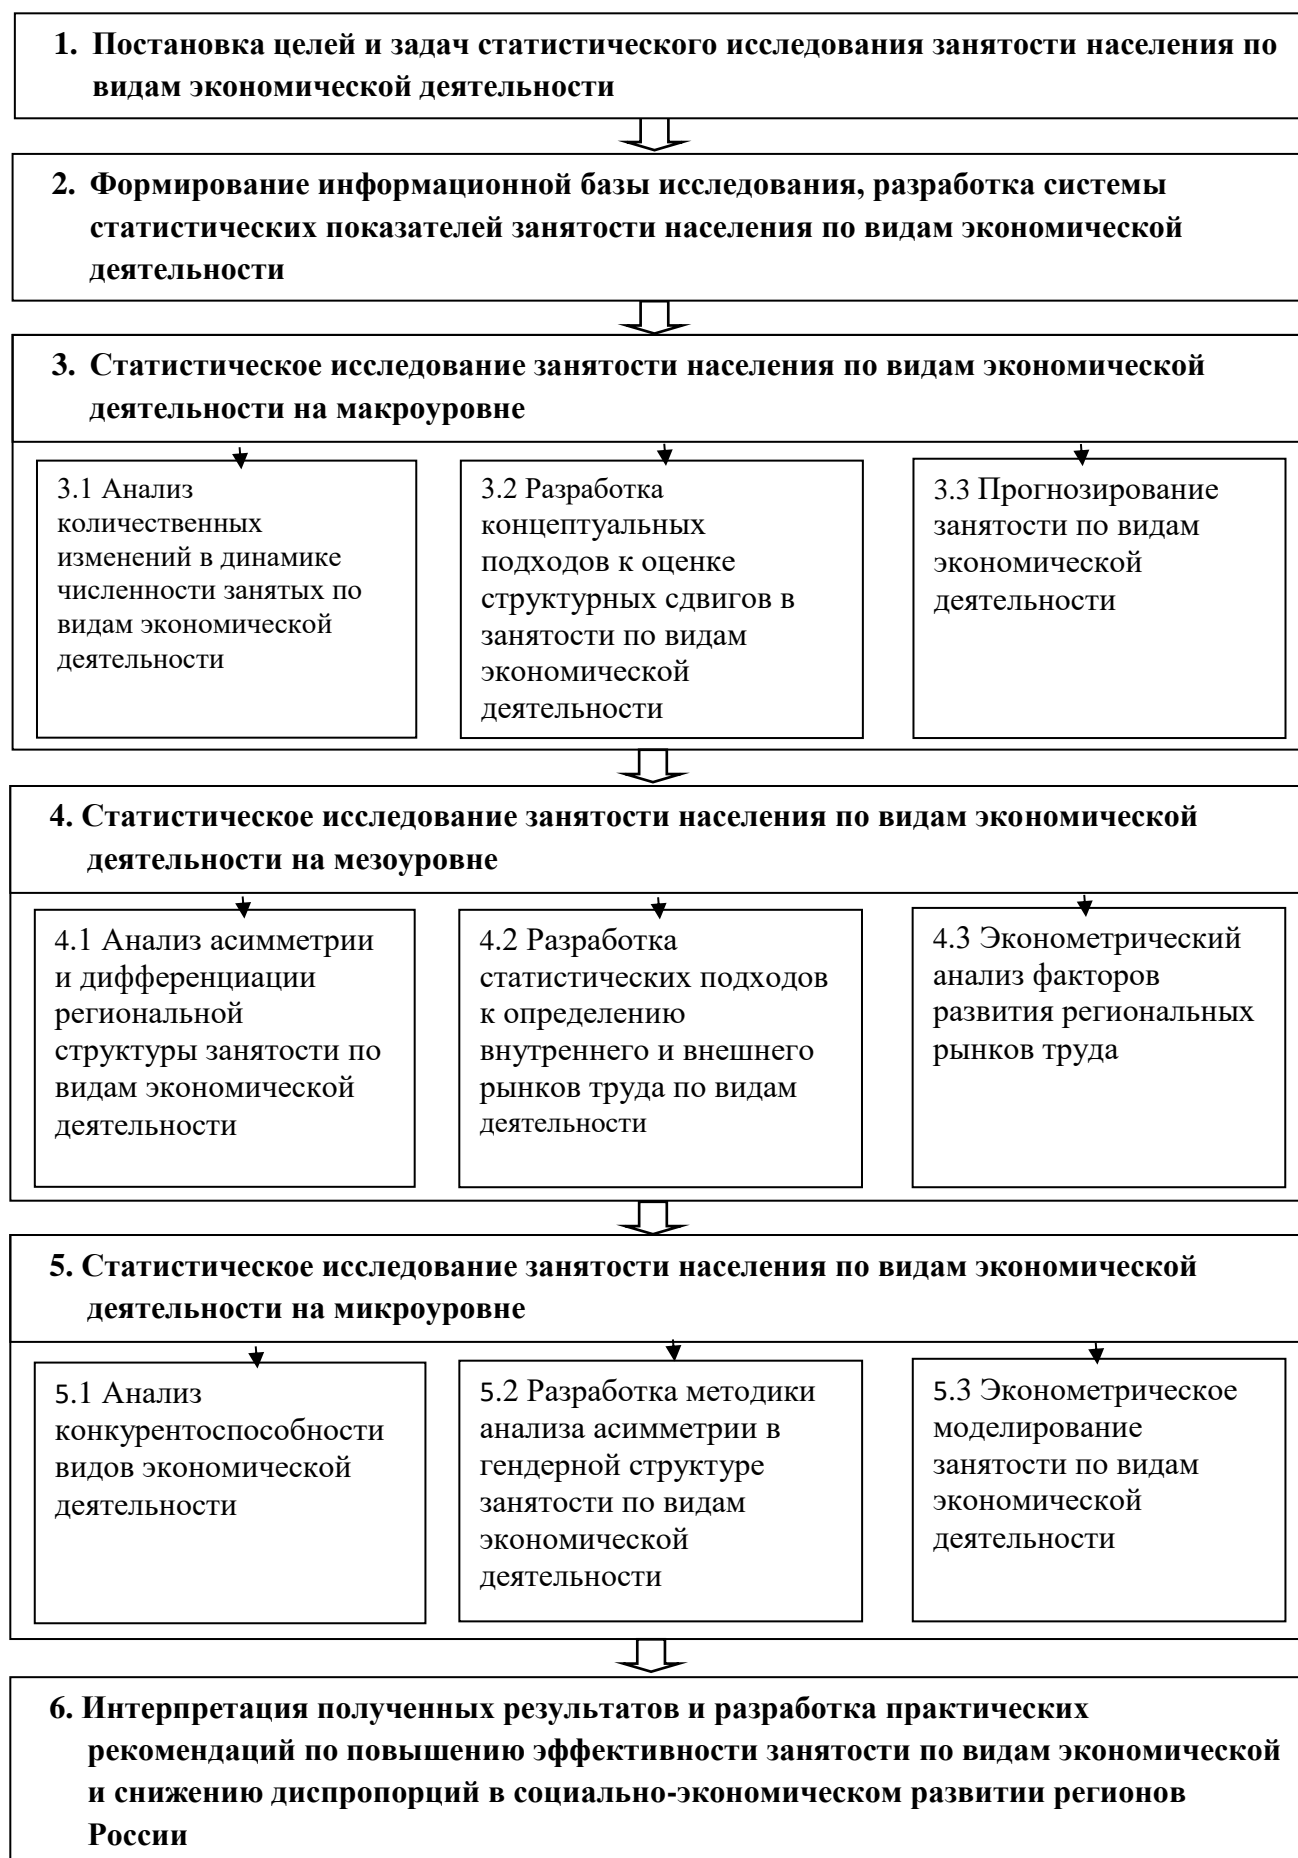 1. Постановка целей и задач статистического исследования занятости населения по
видам экономической деятельности
2. Формирование информационной базы исследования, разработка системы
статистических показателей занятости населения по видам экономической
деятельности
3. Статистическое исследование занятости населения по видам экономической
деятельности на макроуровне
3.1 Анализ
количественных
изменений в динамике
численности занятых по
видам экономической
деятельности
3.2 Разработка
концептуальных
подходов к оценке
структурных сдвигов в
занятости по видам
экономической
деятельности
3.3 Прогнозирование
занятости по видам
экономической
деятельности
4. Статистическое исследование занятости населения по видам экономической
деятельности на мезоуровне
4.1 Анализ асимметрии
и дифференциации
региональной
структуры занятости по
видам экономической
деятельности
4.2 Разработка
статистических подходов
к определению
внутреннего и внешнего
рынков труда по видам
деятельности
4.3 Эконометрический
анализ факторов
развития региональных
рынков труда
5. Статистическое исследование занятости населения по видам экономической
деятельности на микроуровне
5.1 Анализ
конкурентоспособности
видов экономической
деятельности
5.2 Разработка методики
анализа асимметрии в
гендерной структуре
занятости по видам
экономической
деятельности
5.3 Эконометрическое
моделирование
занятости по видам
экономической
деятельности
6. Интерпретация полученных результатов и разработка практических
рекомендаций по повышению эффективности занятости по видам экономической
и снижению диспропорций в социально-экономическом развитии регионов
России